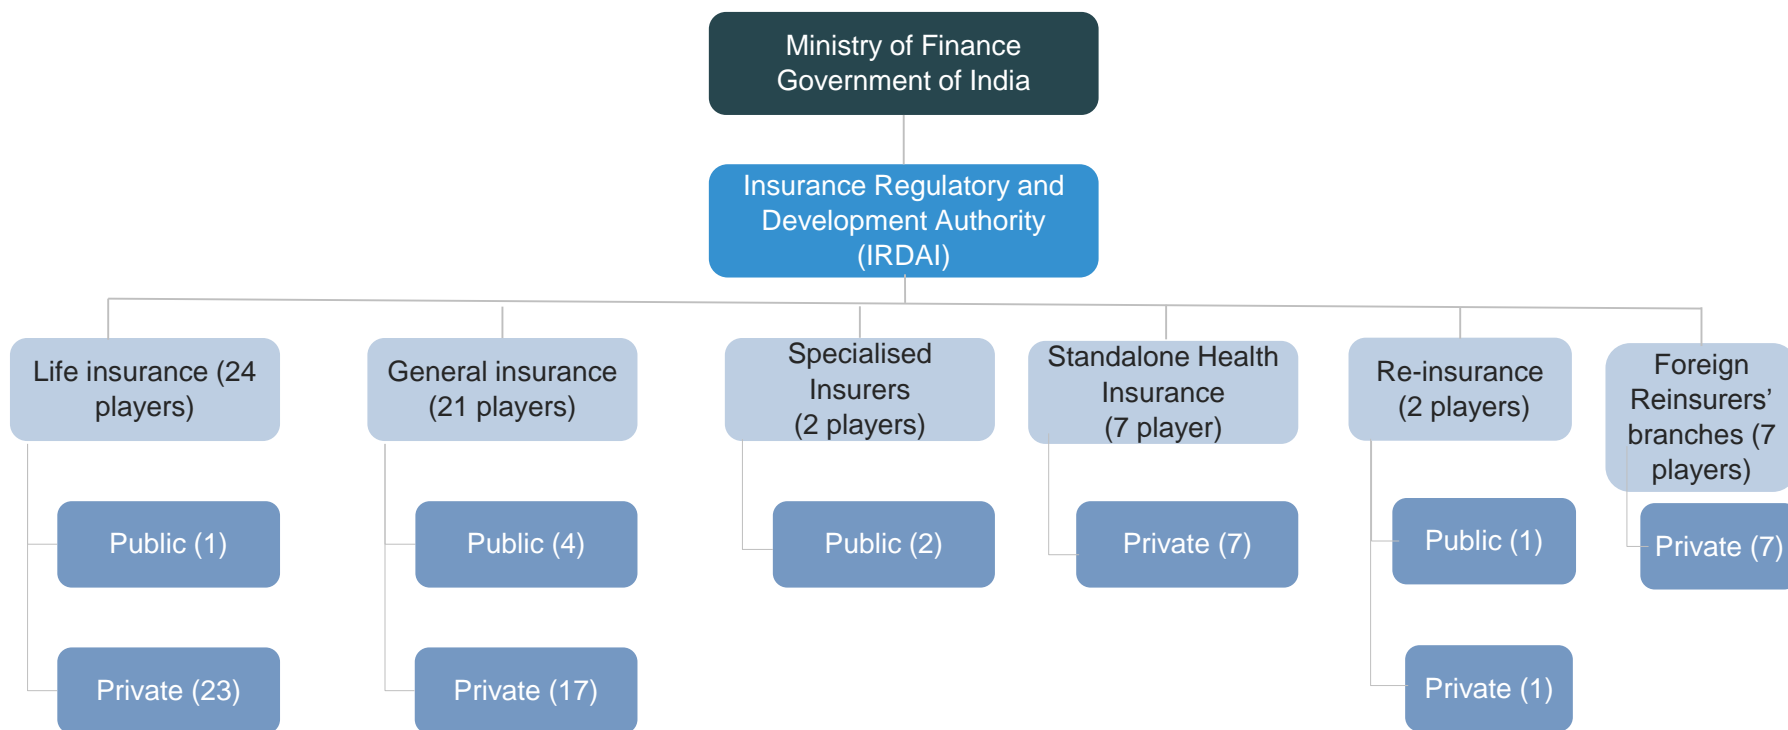 Ministry of Finance
Government of India
Insurance Regulatory and
Development Authority
(IRDAI)
Life insurance (24
players)
General insurance
(21 players)
Specialised
Insurers
(2 players)
Standalone Health
Insurance
(7 player)
Re-insurance
(2 players)
Foreign
Reinsurers’
branches (7
players)
Public (1)
Public (4)
Public (2)
Private (7)
Public (1)
Private (7)
Private (23)
Private (17)
Private (1)